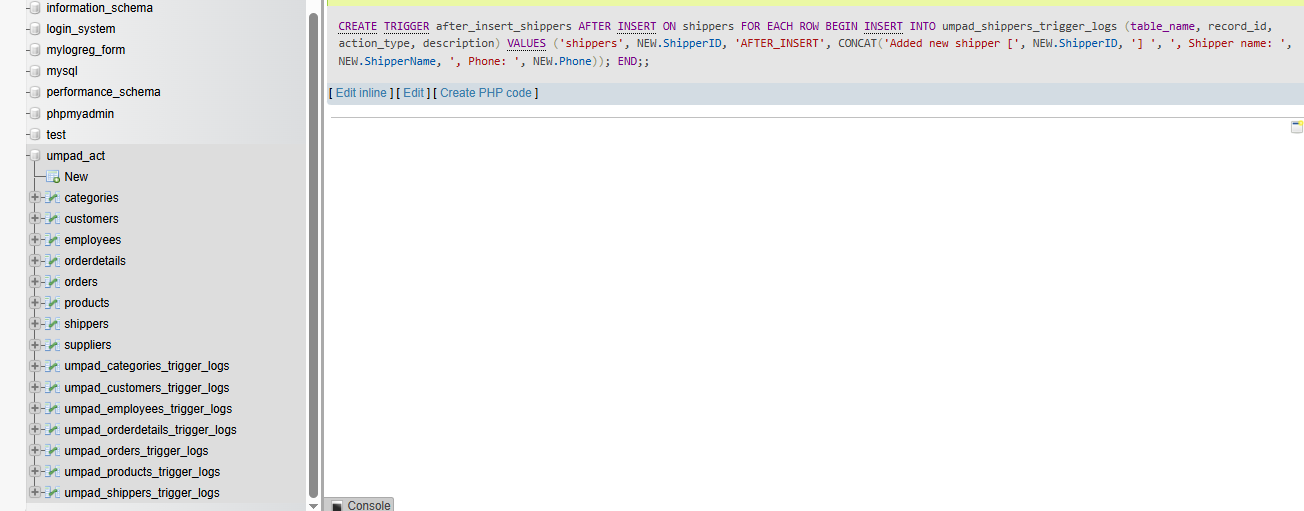 information_schema
login_system
mylogreg_form
mysql
performance_schema
phpmyadmin
test
umpad_act
New
categories
customers
employees
orderdetails
orders
products
shippers
suppliers
umpad_categories_trigger_logs
umpad_customers_trigger_logs
umpad_employees_trigger_logs
umpad_orderdetails_trigger_logs
umpad_orders_trigger_logs
umpad_products_trigger_logs
umpad_shippers_trigger_logs
CREATE TRIGGER after_insert_shippers AFTER INSERT ON shippers FOR EACH ROW BEGIN INSERT INTO umpad_shippers_trigger_logs (table_name, record_id,
action_type, description) VALUES ('shippers', NEW.ShipperID, 'AFTER_INSERT', CONCAT('Added new shipper [', NEW.ShipperID, '] ', ', Shipper name: ',
NEW.ShipperName, ', Phone: ', NEW.Phone)); END;;
[ Edit inline ] [ Edit ] [ Create PHP code ]
Console